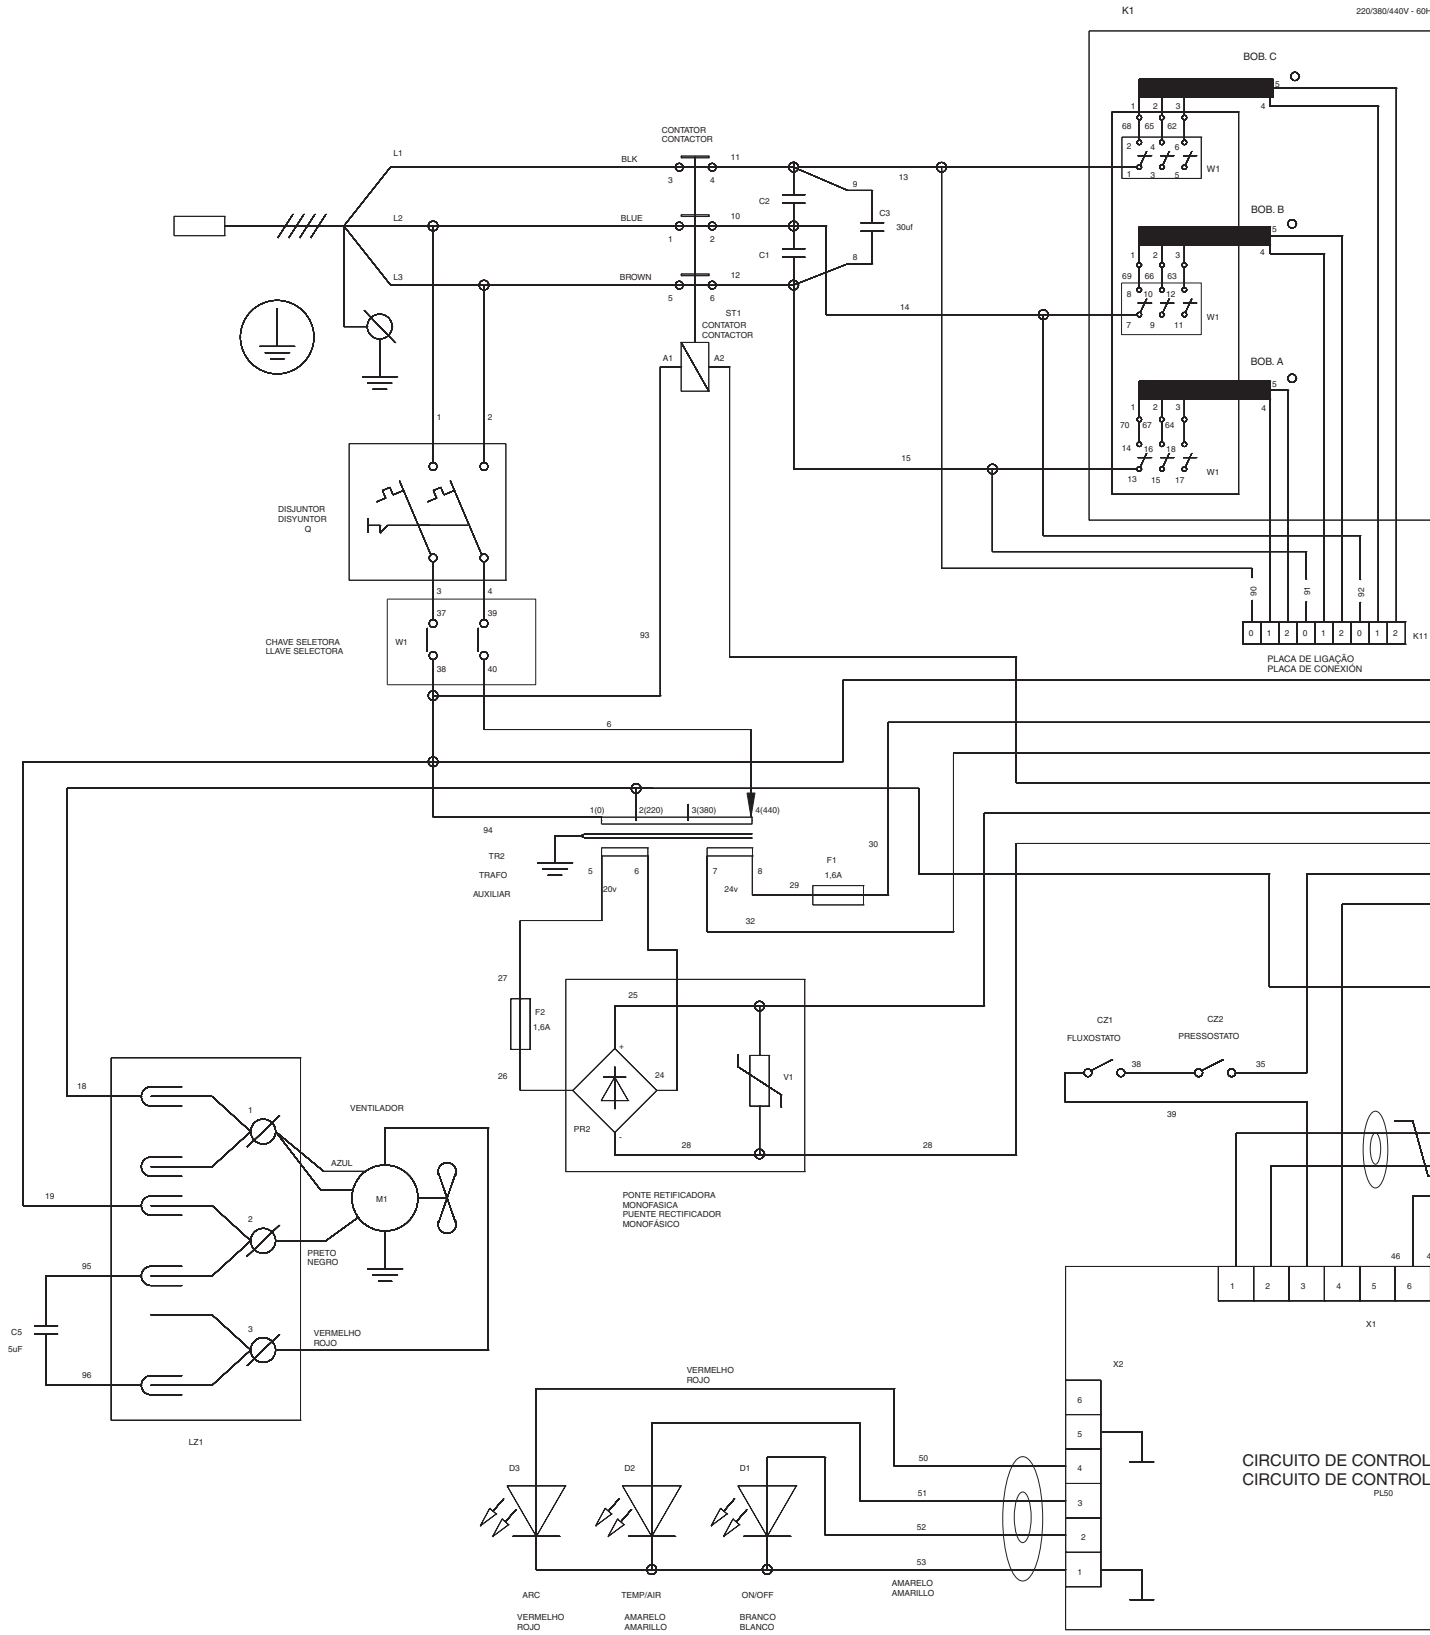 K1
220/380/440V - 60H
BOB. C
5
4
1 2 3
68 65 62
2 4 6
1 3 5
W1
CONTATOR
CONTACTOR
L1
BLK
3 4
11
13
9
C2
C3
30uf
L2
BLUE
1 2
10
C1
8
L3
BROWN
5 6
12
14
ST1
CONTATOR
CONTACTOR
A1 A2
BOB. B
5
4
1 2 3
69 66 63
8 10 12
7 9 11
W1
BOB. A
5
4
1 2 3
70 67 64
14 16 18
13 15 17
W1
15
1 2
DISJUNTOR
DISYUNTOR
Q
3 4
37 39
CHAVE SELETORA
LLAVE SELECTORA
W1
38 40
93
90 91 92
0 1 2 0 1 2 0 1 2
K11
PLACA DE LIGAÇÃO
PLACA DE CONEXIÓN
6
1(0) 2(220) 3(380) 4(440)
94
TR2
TRAFO
AUXILIAR
5 6 7 8
20v 24v
29
F1
1,6A
30
32
27
F2
1,6A
26
25
24
+
-
PR2
V1
28 28
PONTE RETIFICADORA
MONOFASICA
PUENTE RECTIFICADOR
MONOFÁSICO
CZ1
FLUXOSTATO
CZ2
PRESSOSTATO
38 35
39
18
1
VENTILADOR
AZUL
M1
19
2
PRETO
NEGRO
95
3
VERMELHO
ROJO
C5
5uF
96
LZ1
46 4
1 2 3 4 5 6
X1
X2
6
5
4
3
2
1
VERMELHO
ROJO
50
51
52
53
AMARELO
AMARILLO
D3 D2 D1
ARC
VERMELHO
ROJO
TEMP/AIR
AMARELO
AMARILLO
ON/OFF
BRANCO
BLANCO
CIRCUITO DE CONTROL
CIRCUITO DE CONTROL
PL50